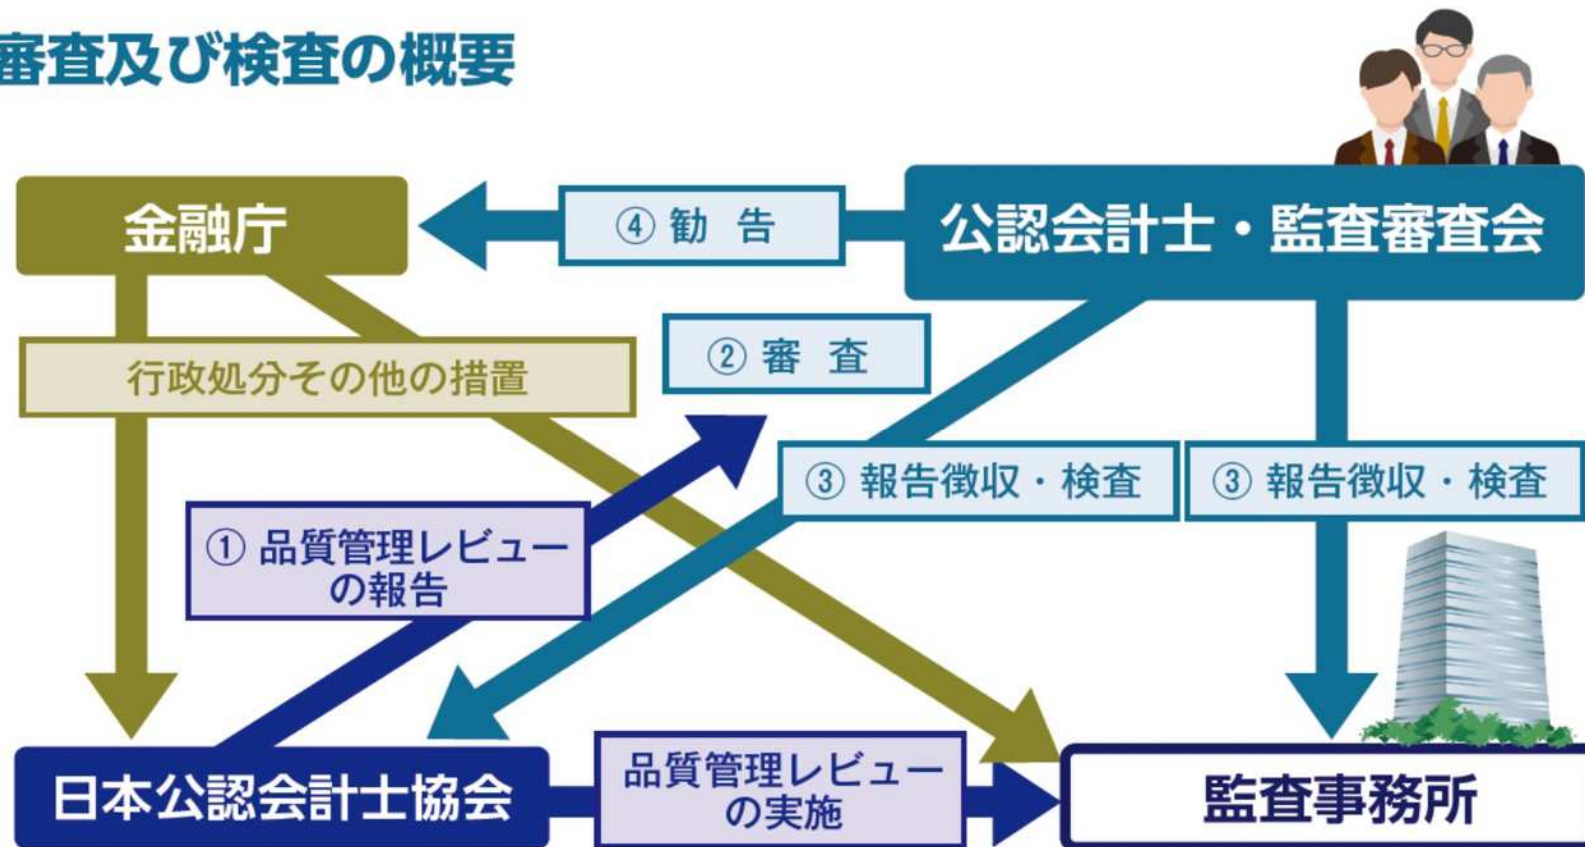 審査及び検査の概要
金融庁
④ 勧 告
公認会計士・監査審査会
② 審 査
行政処分その他の措置
③ 報告徴収・検査
③ 報告徴収・検査
① 品質管理レビュー
の報告
日本公認会計士協会
品質管理レビュー
の実施
監査事務所